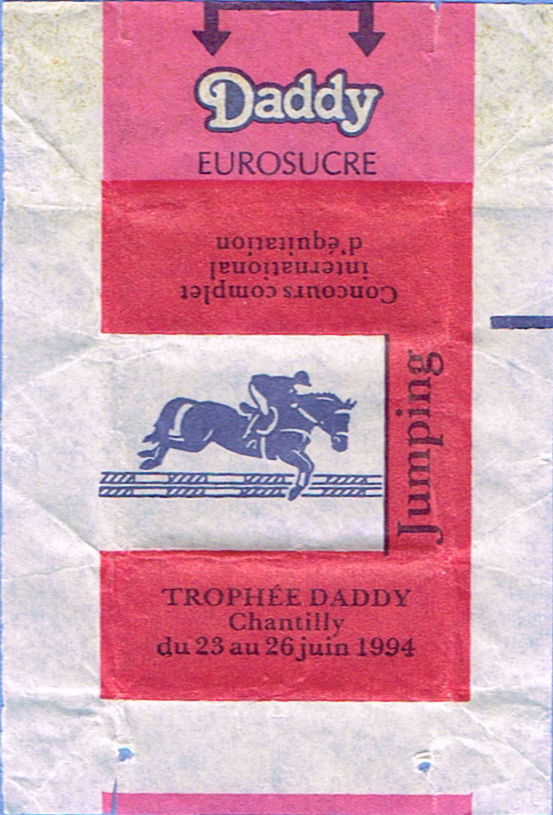 Daddy
EUROSUCRE
Concours complet
international
d'équitation
Jumping
TROPHÉE DADDY
Chantilly
du 23 au 26 juin 1994